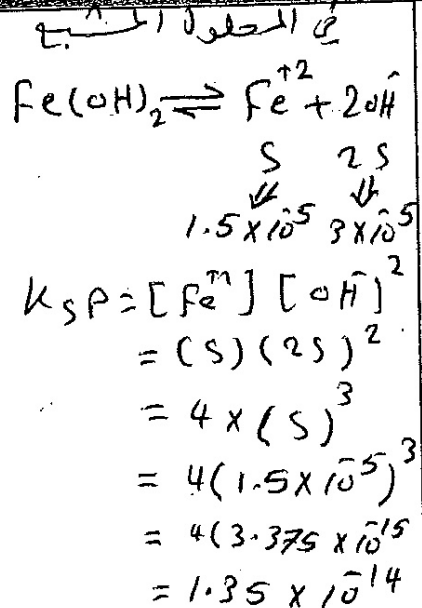 في المحلول المشبع
Fe(OH)₂ ⇌ Fe⁺² + 2OH⁻
S 2S
⇓ ⇓
1.5×10⁻⁵ 3×10⁻⁵
Ksp = [Fe⁺²] [OH⁻]²
= (S)(2S)²
= 4×(S)³
= 4(1.5×10⁻⁵)³
= 4(3.375×10⁻¹⁵
= 1.35×10⁻¹⁴